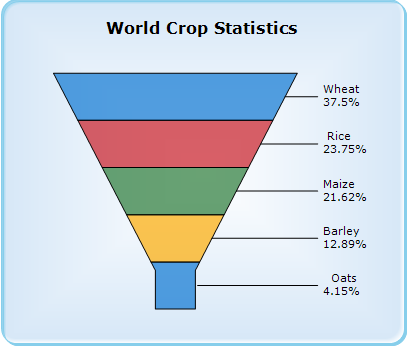 World Crop Statistics
Wheat
37.5%
Rice
23.75%
Maize
21.62%
Barley
12.89%
Oats
4.15%